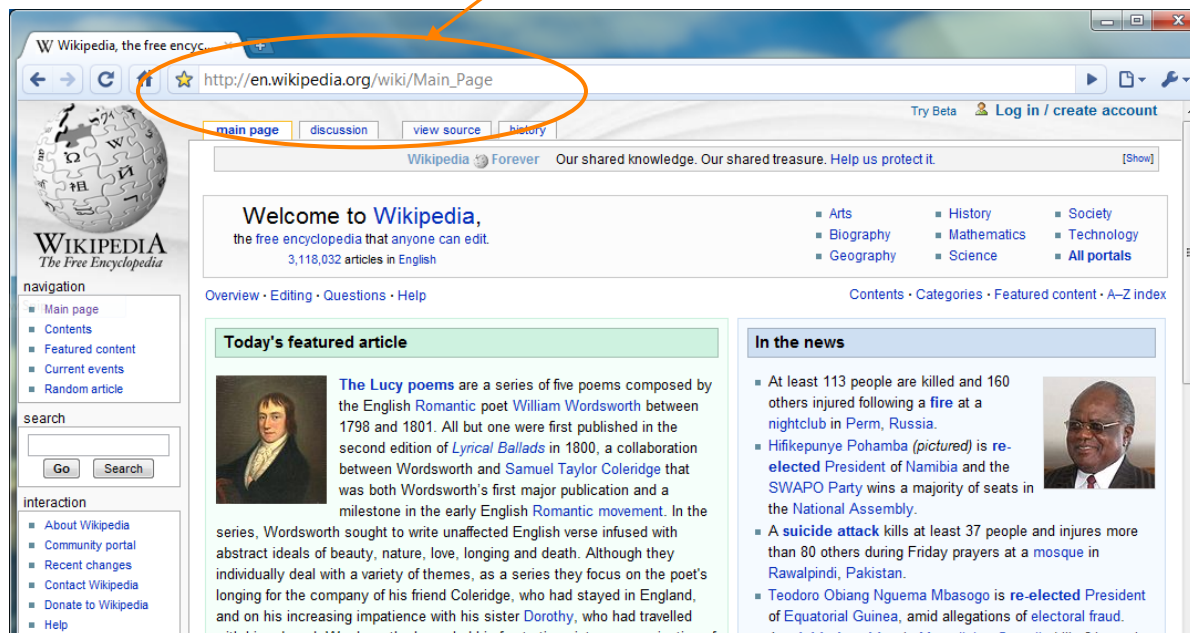 Wikipedia, the free encyc...
http://en.wikipedia.org/wiki/Main_Page
Try Beta Log in / create account
main page discussion view source history
Wikipedia Forever Our shared knowledge. Our shared treasure. Help us protect it. [Show]
WIKIPEDIA
The Free Encyclopedia
navigation
Main page
Contents
Featured content
Current events
Random article
search
Go Search
interaction
About Wikipedia
Community portal
Recent changes
Contact Wikipedia
Donate to Wikipedia
Help
Welcome to Wikipedia,
the free encyclopedia that anyone can edit.
3,118,032 articles in English
Arts History Society
Biography Mathematics Technology
Geography Science All portals
Overview · Editing · Questions · Help
Contents · Categories · Featured content · A–Z index
Today's featured article
The Lucy poems are a series of five poems composed by
the English Romantic poet William Wordsworth between
1798 and 1801. All but one were first published in the
second edition of Lyrical Ballads in 1800, a collaboration
between Wordsworth and Samuel Taylor Coleridge that
was both Wordsworth's first major publication and a
milestone in the early English Romantic movement. In the
series, Wordsworth sought to write unaffected English verse infused with
abstract ideals of beauty, nature, love, longing and death. Although they
individually deal with a variety of themes, as a series they focus on the poet's
longing for the company of his friend Coleridge, who had stayed in England,
and on his increasing impatience with his sister Dorothy, who had travelled
In the news
At least 113 people are killed and 160
others injured following a fire at a
nightclub in Perm, Russia.
Hifikepunye Pohamba (pictured) is re-
elected President of Namibia and the
SWAPO Party wins a majority of seats in
the National Assembly.
A suicide attack kills at least 37 people and injures more
than 80 others during Friday prayers at a mosque in
Rawalpindi, Pakistan.
Teodoro Obiang Nguema Mbasogo is re-elected President
of Equatorial Guinea, amid allegations of electoral fraud.